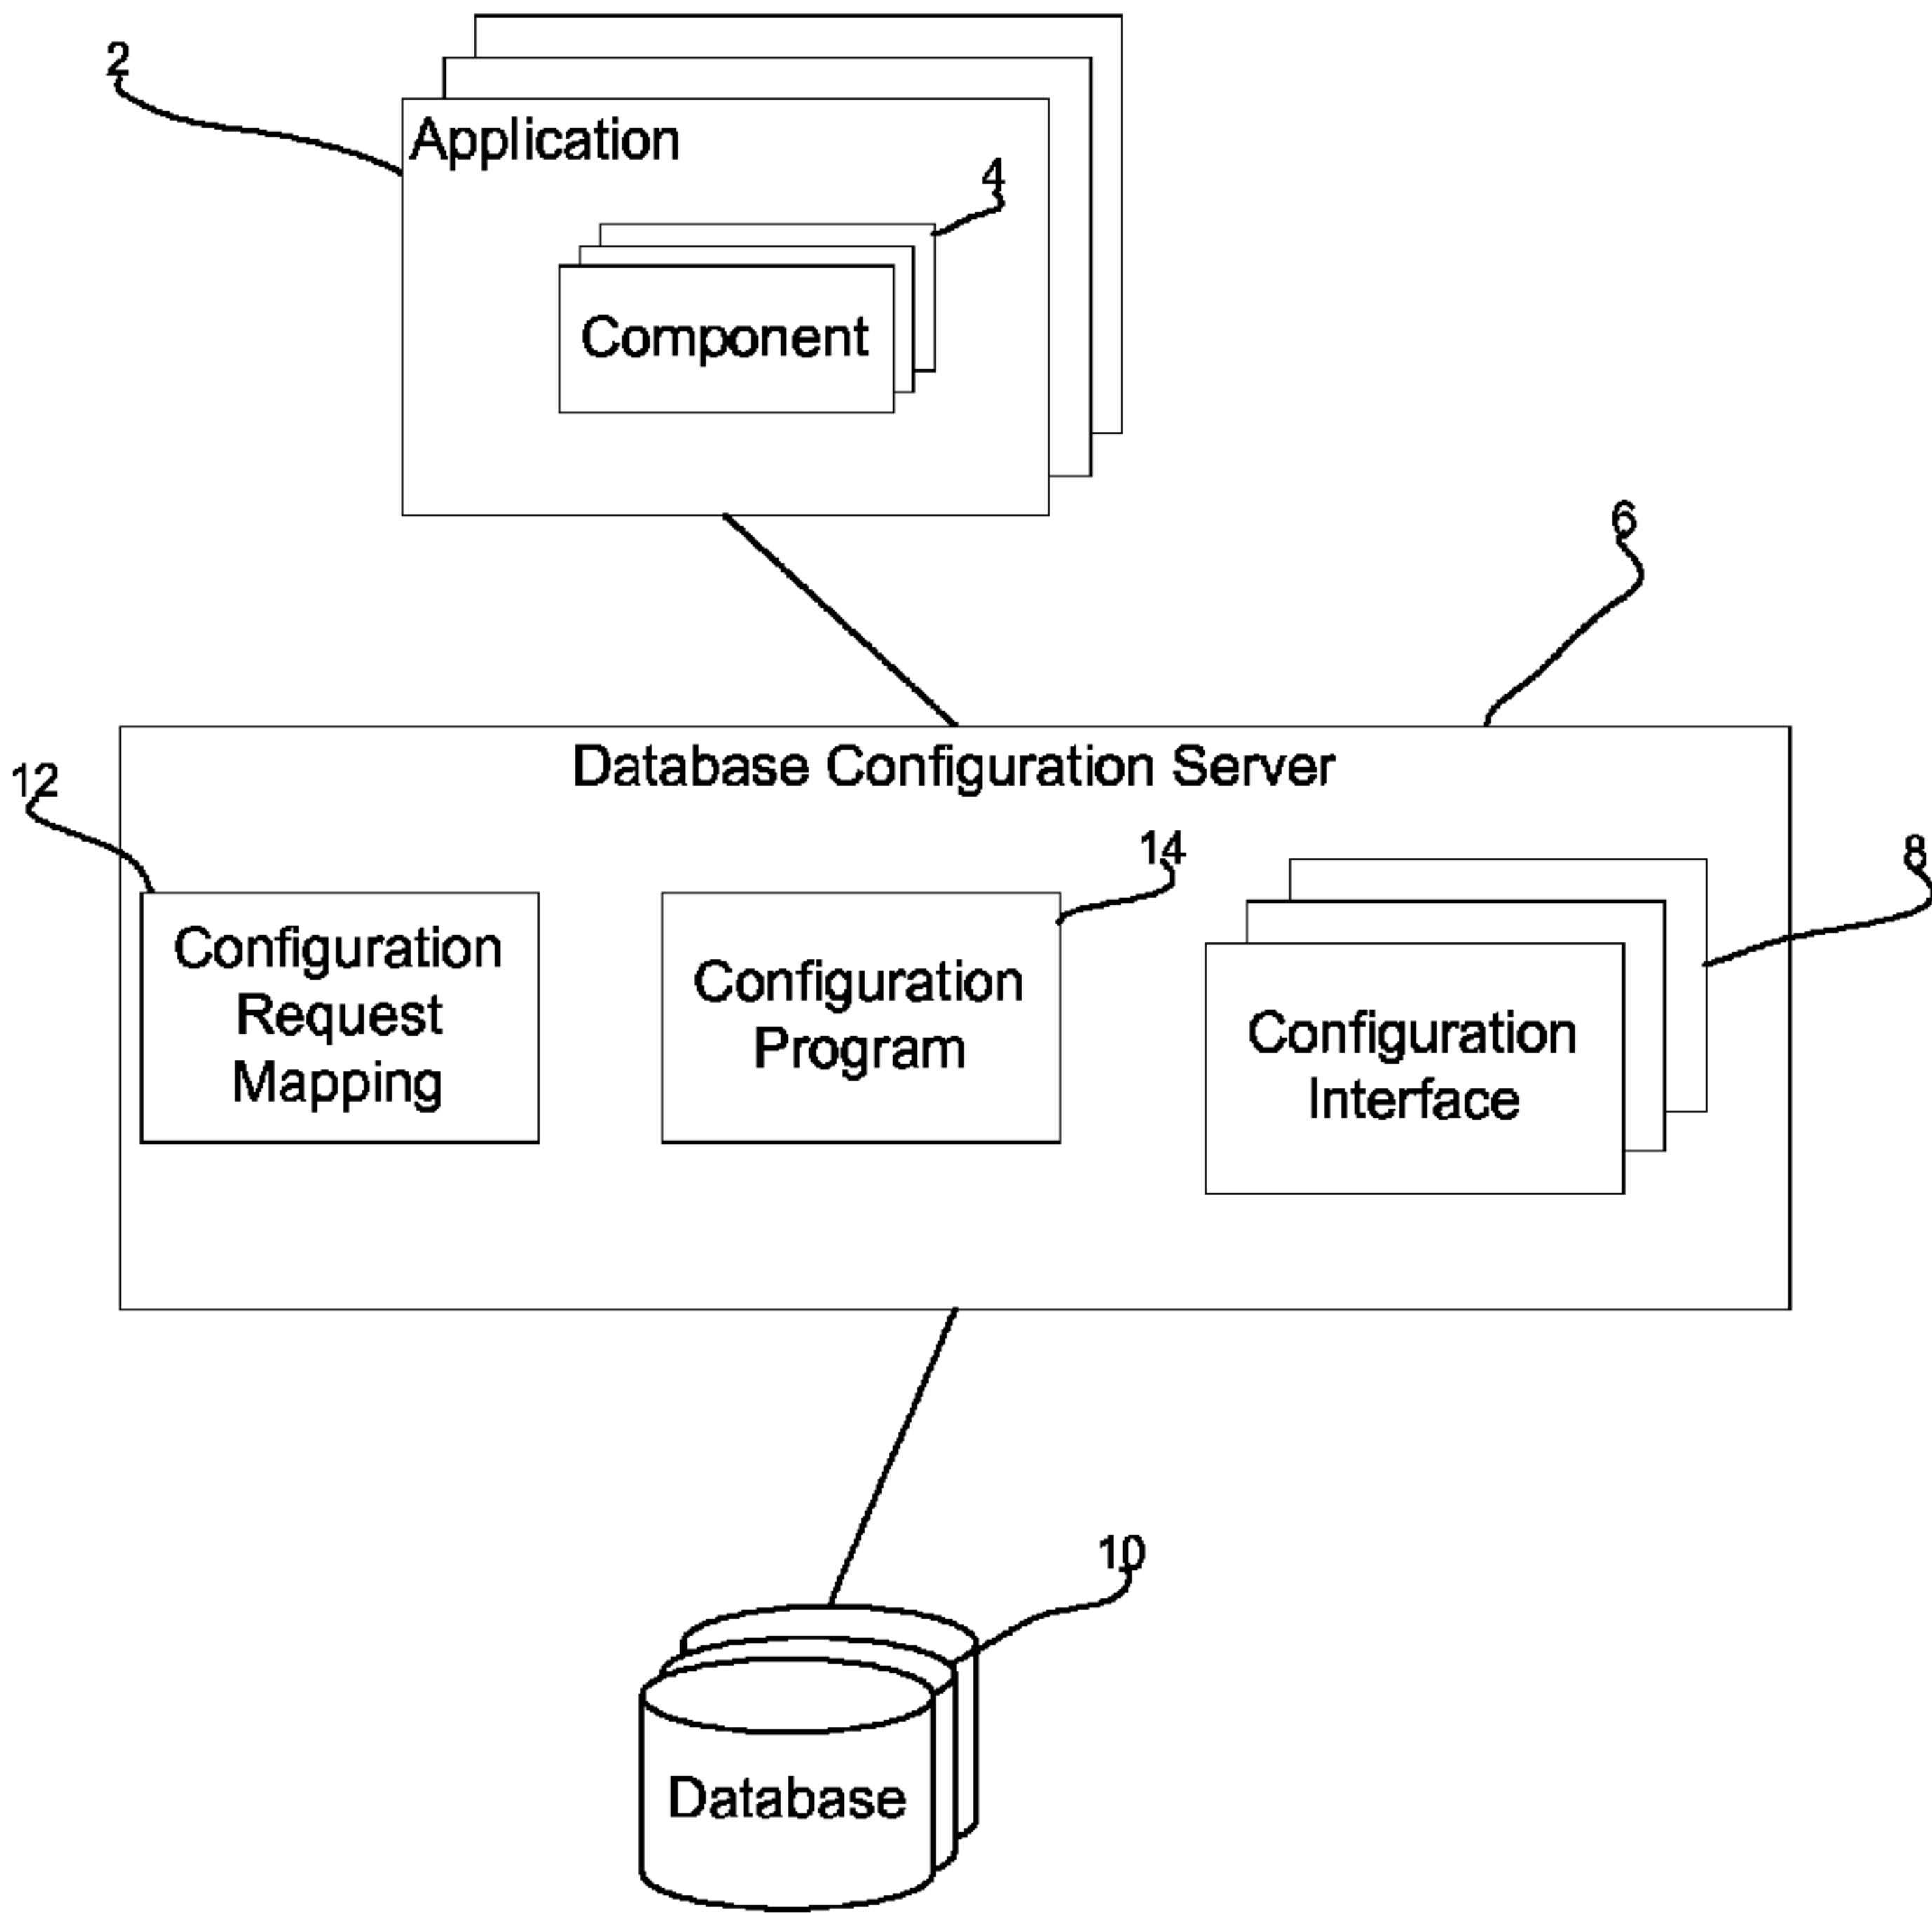 2
Application
4
Component
6
Database Configuration Server
12
14
8
Configuration
Request
Mapping
Configuration
Program
Configuration
Interface
10
Database